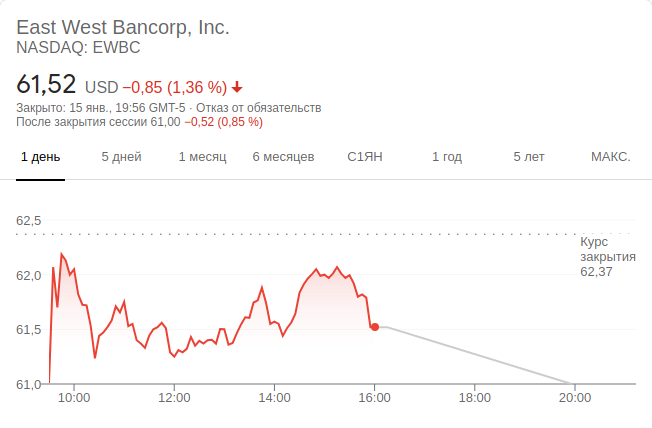 East West Bancorp, Inc.
NASDAQ: EWBC
61,52 USD −0,85 (1,36 %)
Закрыто: 15 янв., 19:56 GMT-5 · Отказ от обязательств
После закрытия сессии 61,00 −0,52 (0,85 %)
1 день 5 дней 1 месяц 6 месяцев С1ЯН 1 год 5 лет МАКС.
62,5
Курс
закрытия
62,37
62,0
61,5
61,0
10:00 12:00 14:00 16:00 18:00 20:00